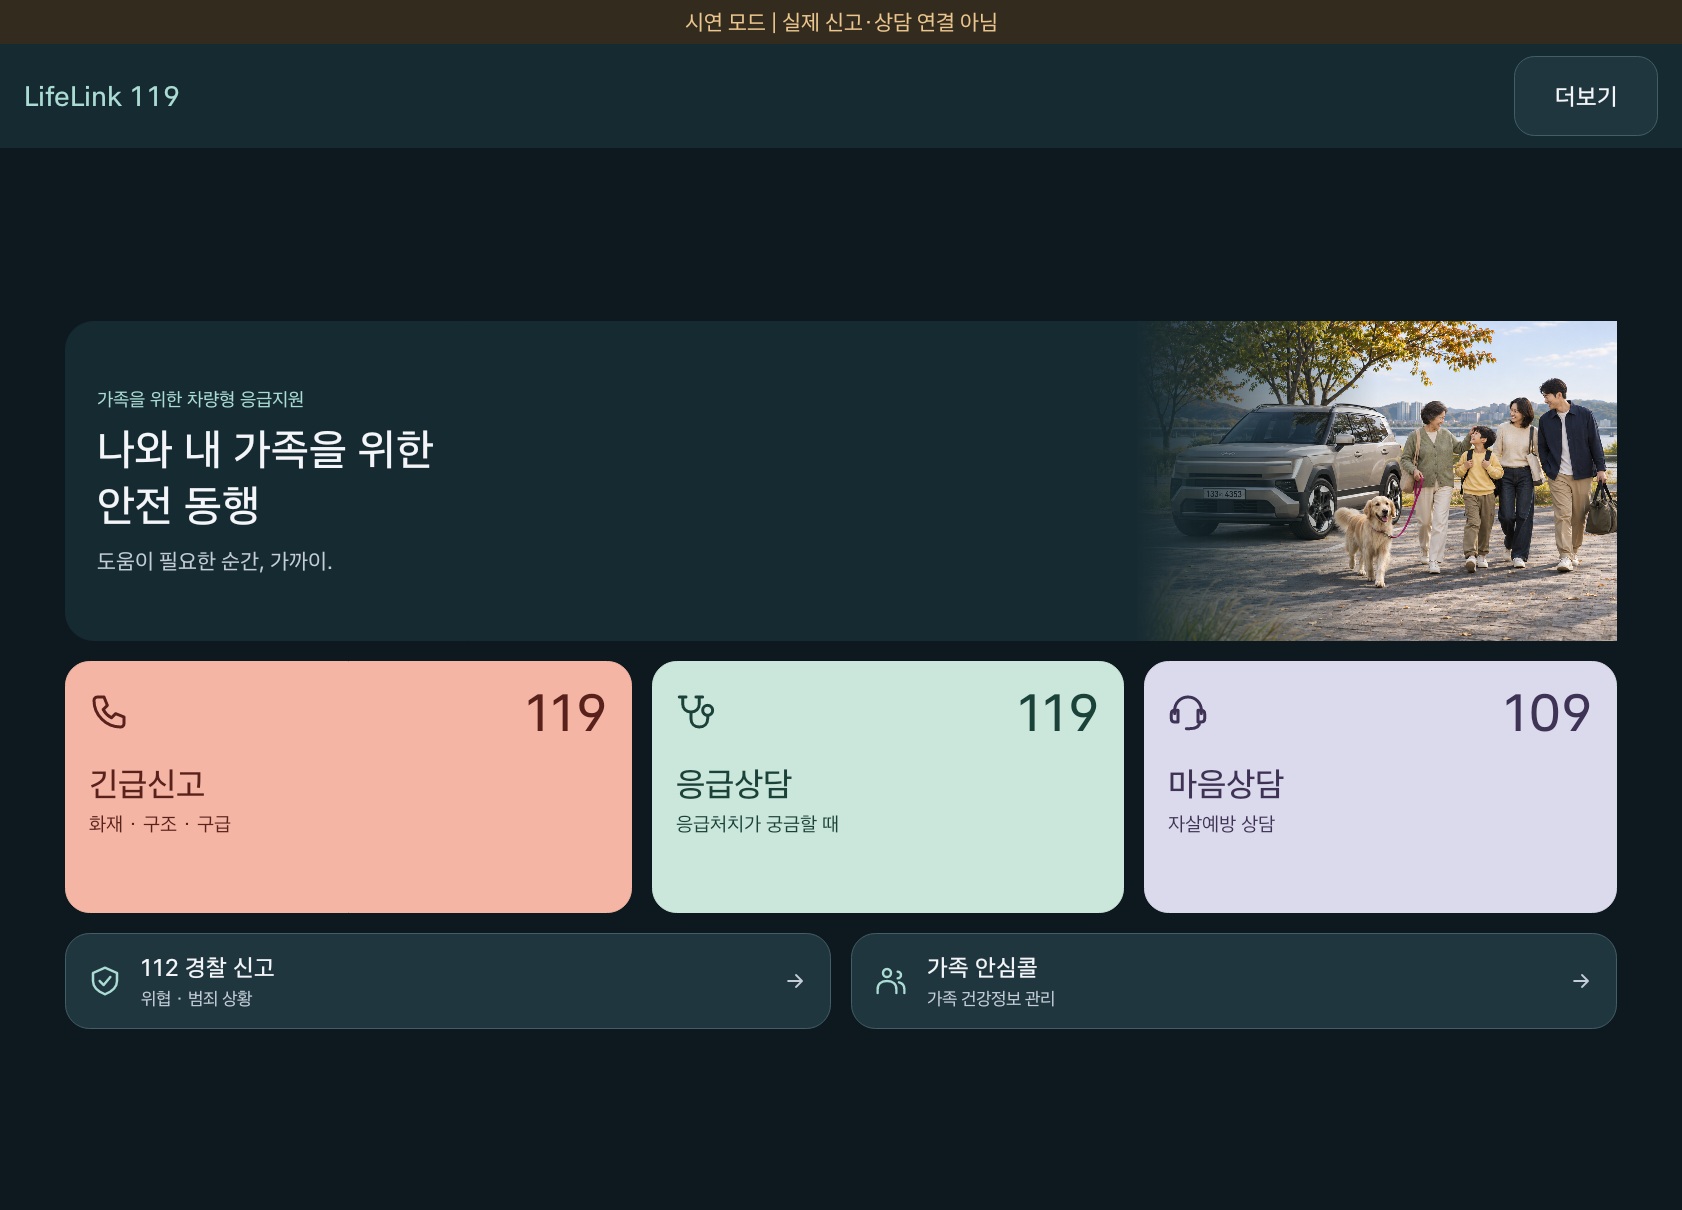 시연 모드 | 실제 신고·상담 연결 아님
LifeLink 119
더보기
가족을 위한 차량형 응급지원
나와 내 가족을 위한
안전 동행
도움이 필요한 순간, 가까이.
119
긴급신고
화재 · 구조 · 구급
119
응급상담
응급처치가 궁금할 때
109
마음상담
자살예방 상담
112 경찰 신고
위협 · 범죄 상황
가족 안심콜
가족 건강정보 관리